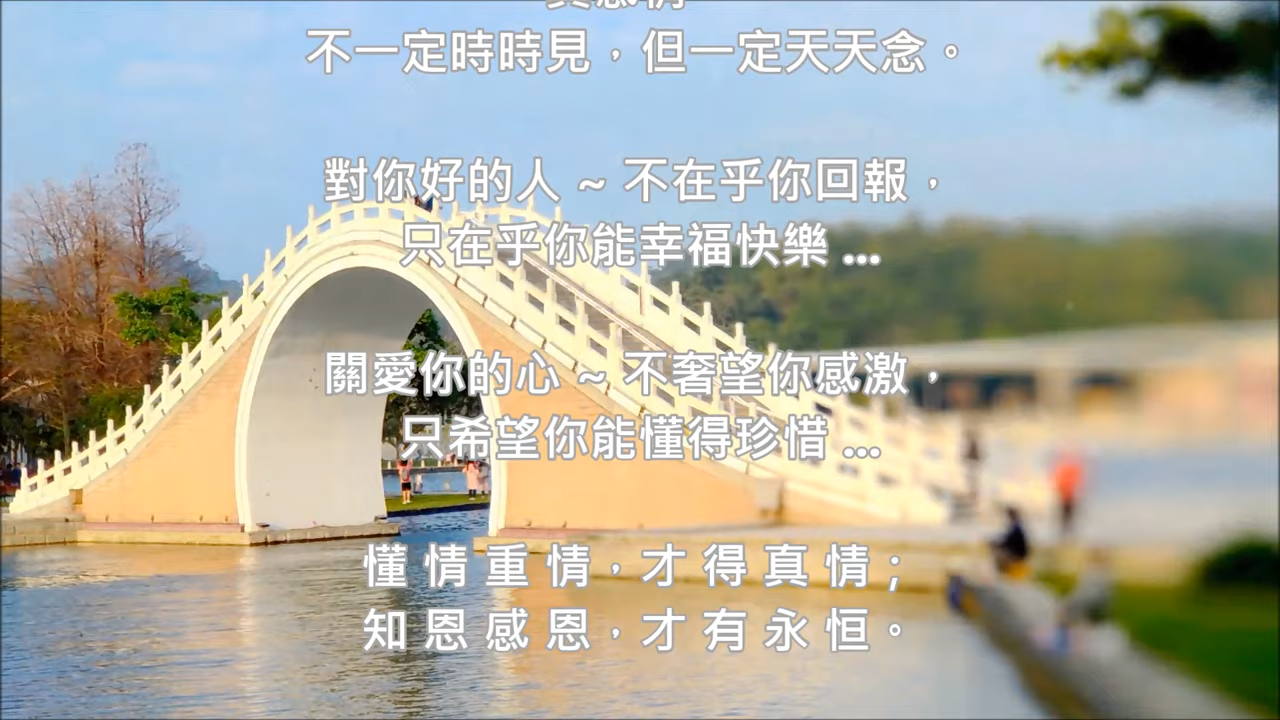 不一定時時見，但一定天天念。
對你好的人 ~ 不在乎你回報，
只在乎你能幸福快樂 ...
關愛你的心 ~ 不奢望你感激，
只希望你能懂得珍惜 ...
懂 情 重 情，才 得 真 情；
知 恩 感 恩，才 有 永 恒。